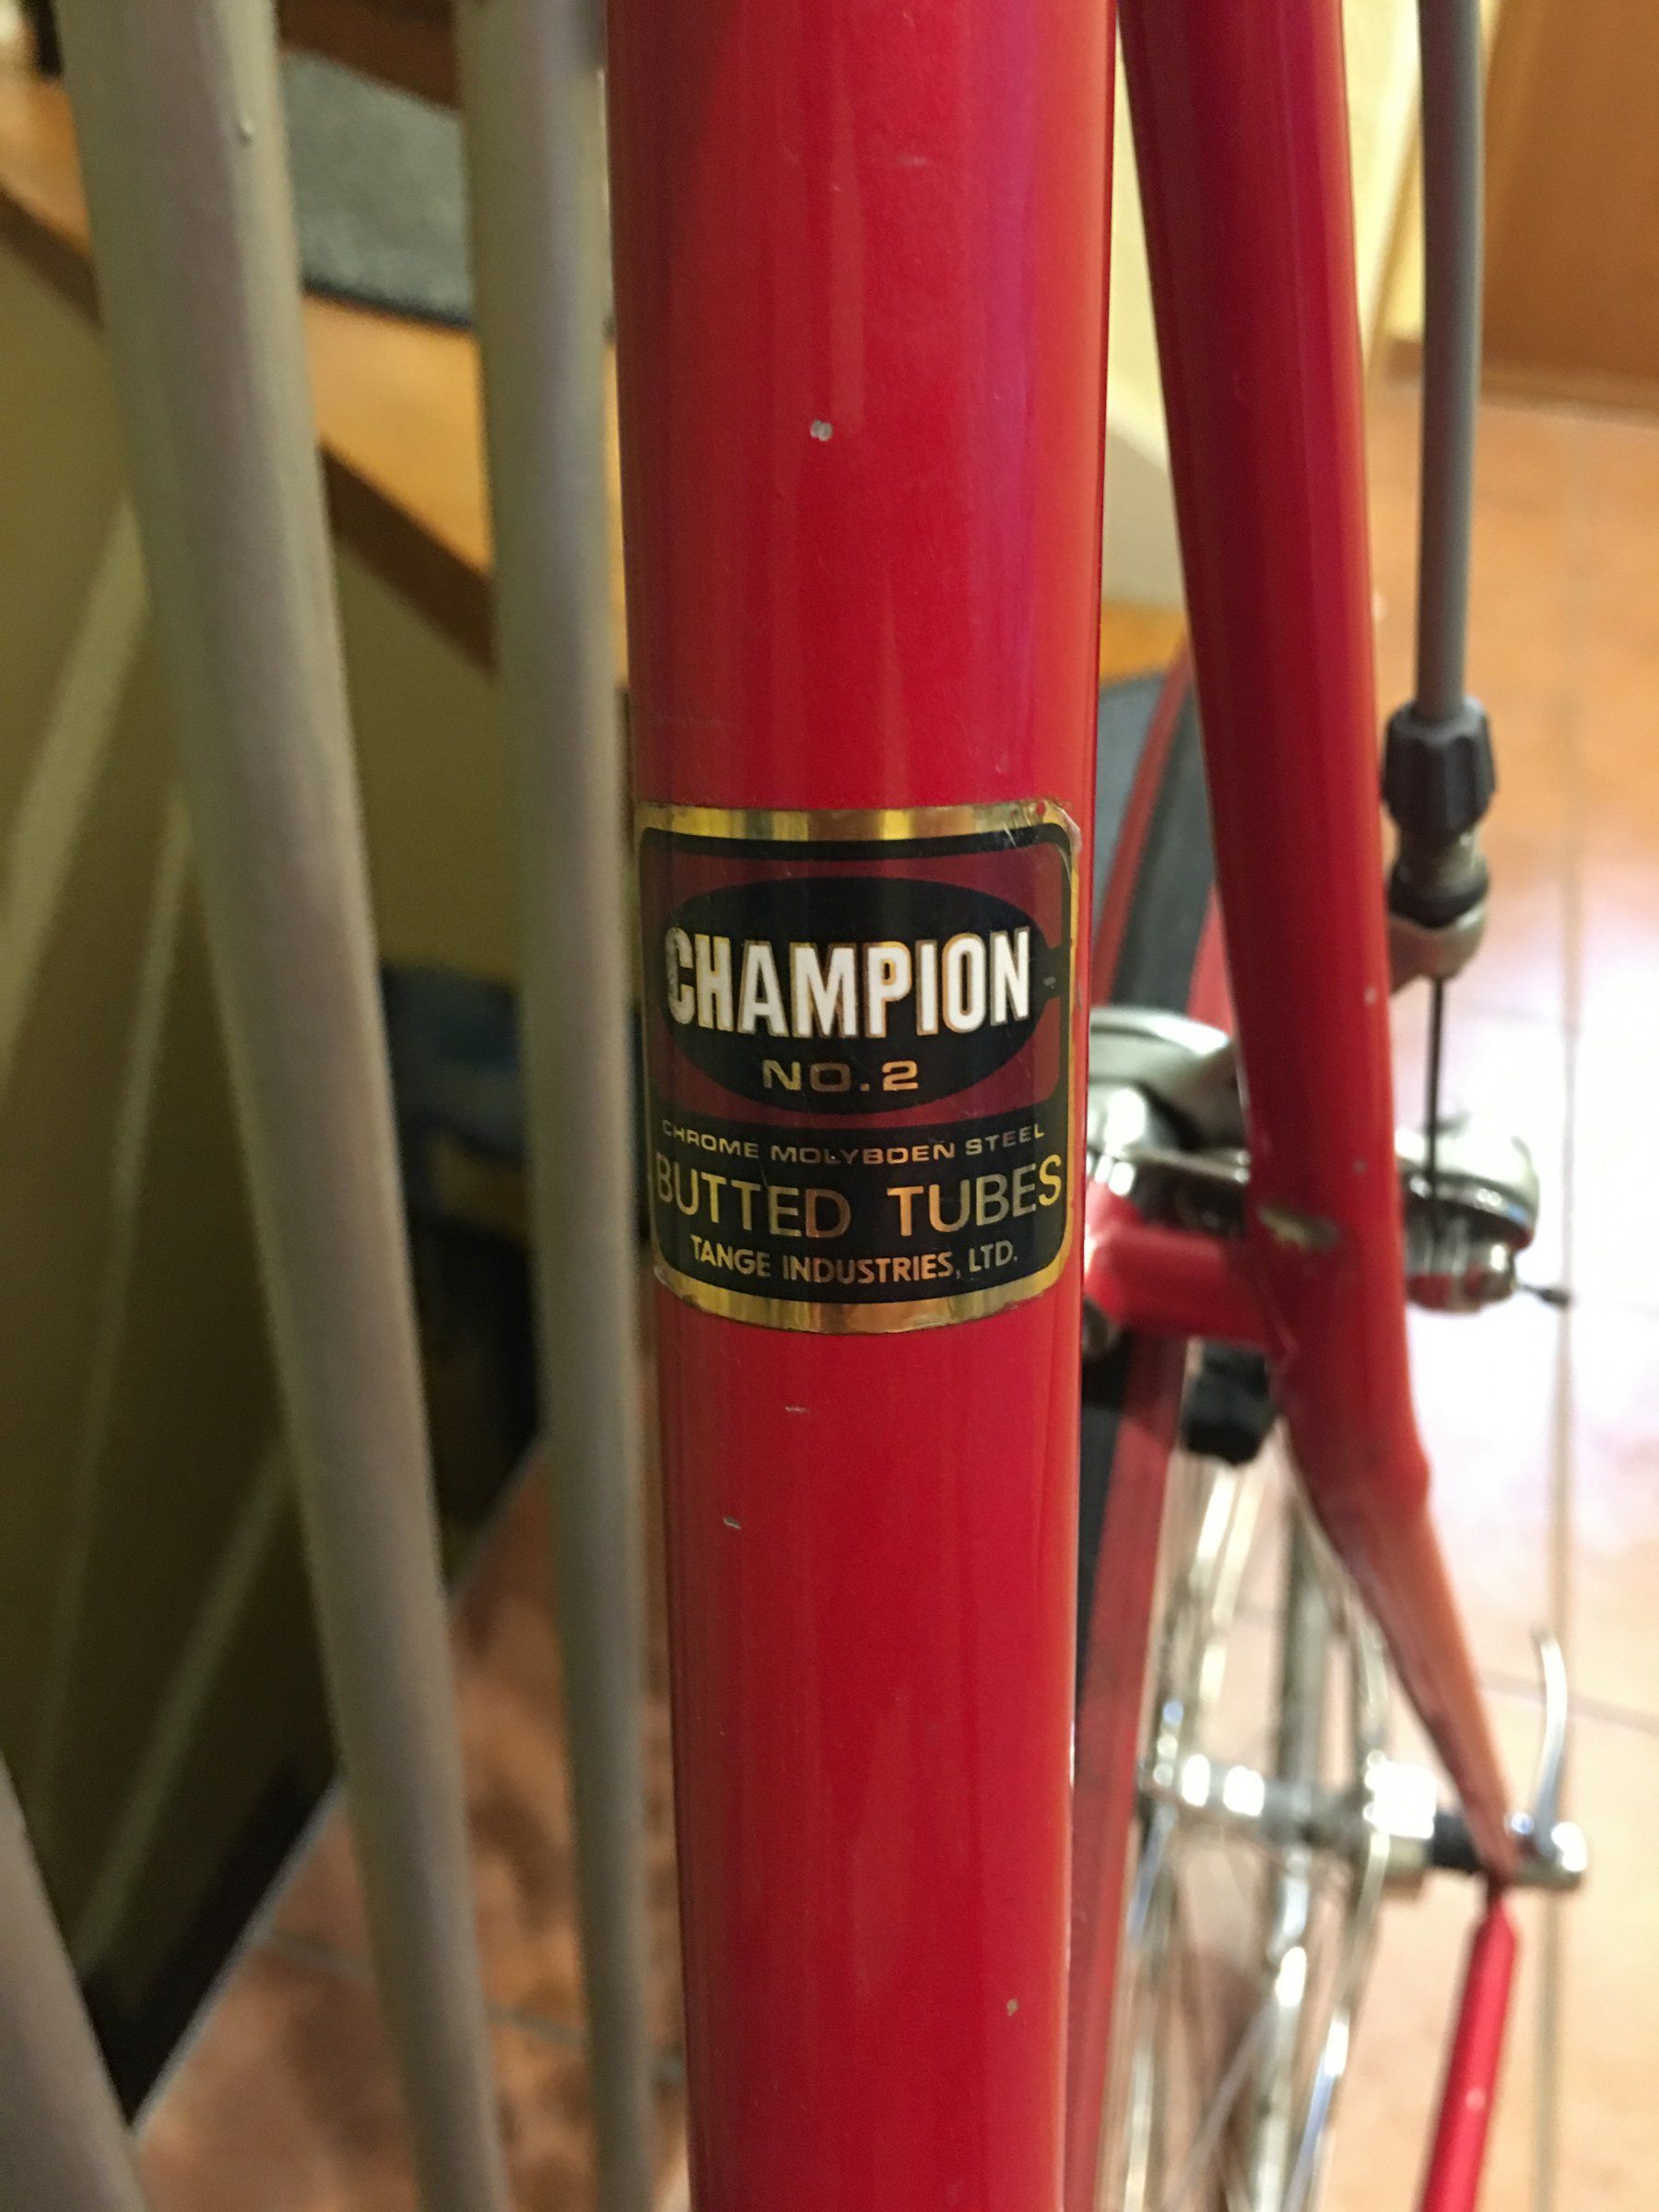 CHAMPION
NO.2
CHROME MOLYBDEN STEEL
BUTTED TUBES
TANGE INDUSTRIES, LTD.